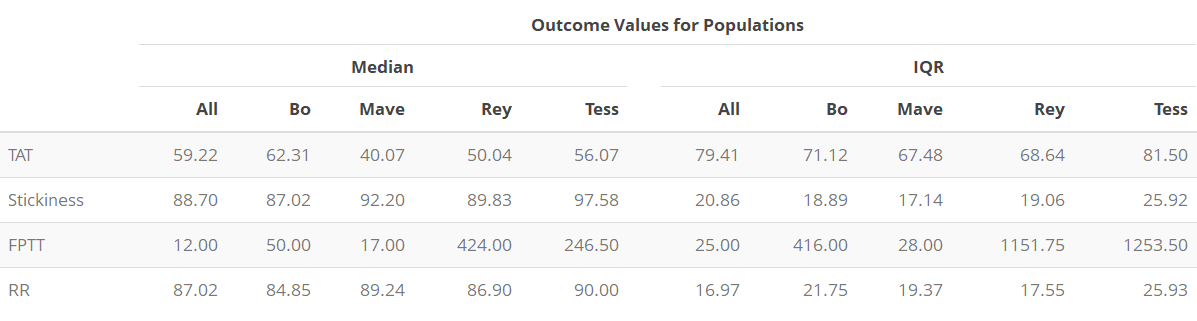 Outcome Values for Populations
Median IQR
All Bo Mave Rey Tess All Bo Mave Rey Tess
TAT 59.22 62.31 40.07 50.04 56.07 79.41 71.12 67.48 68.64 81.50
Stickiness 88.70 87.02 92.20 89.83 97.58 20.86 18.89 17.14 19.06 25.92
FPTT 12.00 50.00 17.00 424.00 246.50 25.00 416.00 28.00 1151.75 1253.50
RR 87.02 84.85 89.24 86.90 90.00 16.97 21.75 19.37 17.55 25.93